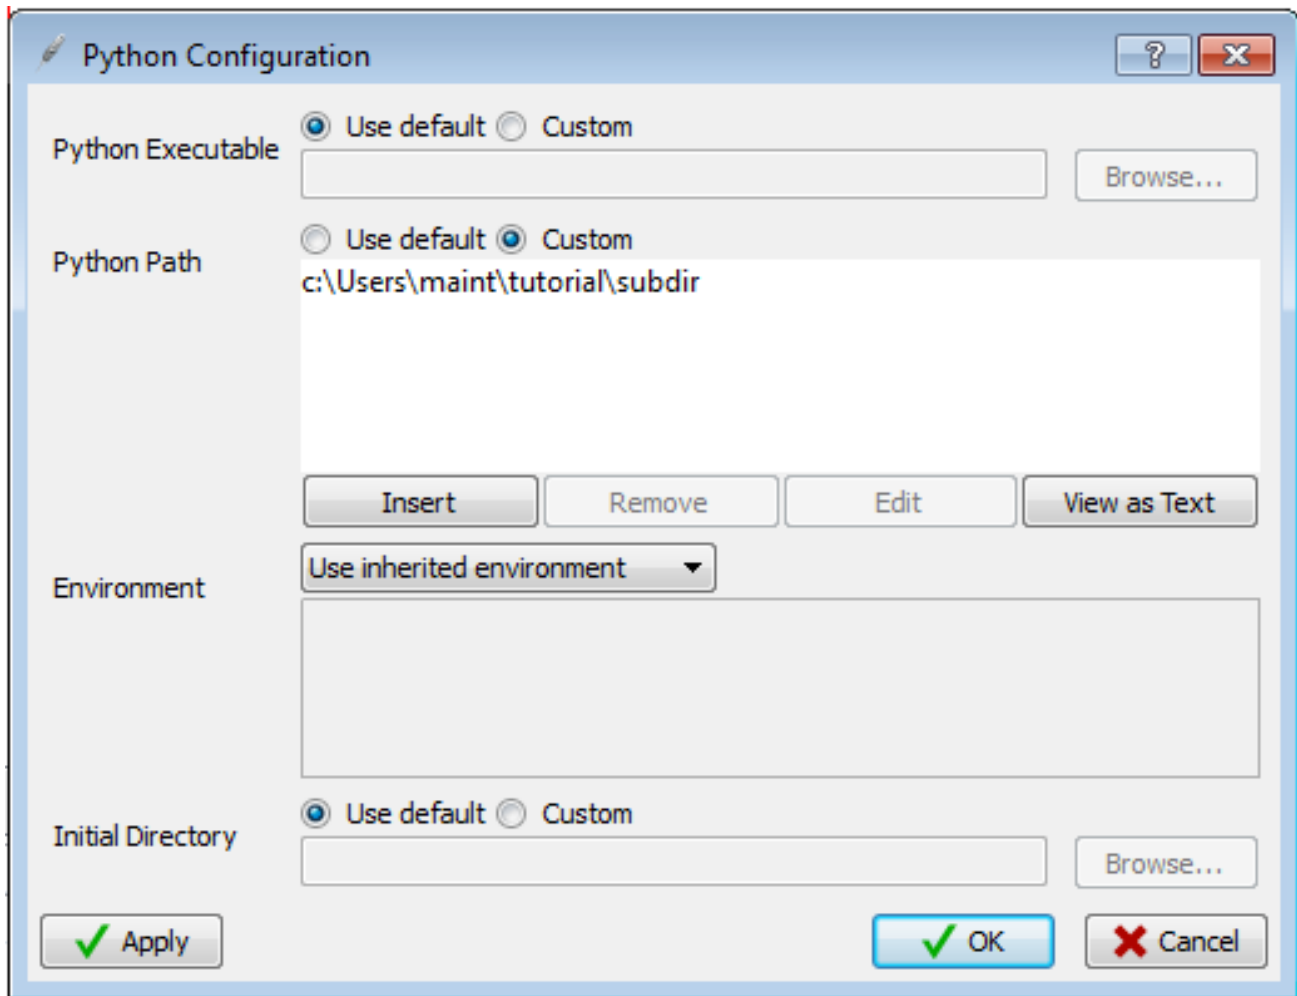 Python Configuration
Use default Custom
Python Executable
Browse...
Use default Custom
Python Path
c:\Users\maint\tutorial\subdir
Insert Remove Edit View as Text
Use inherited environment
Environment
Use default Custom
Initial Directory
Browse...
Apply OK Cancel